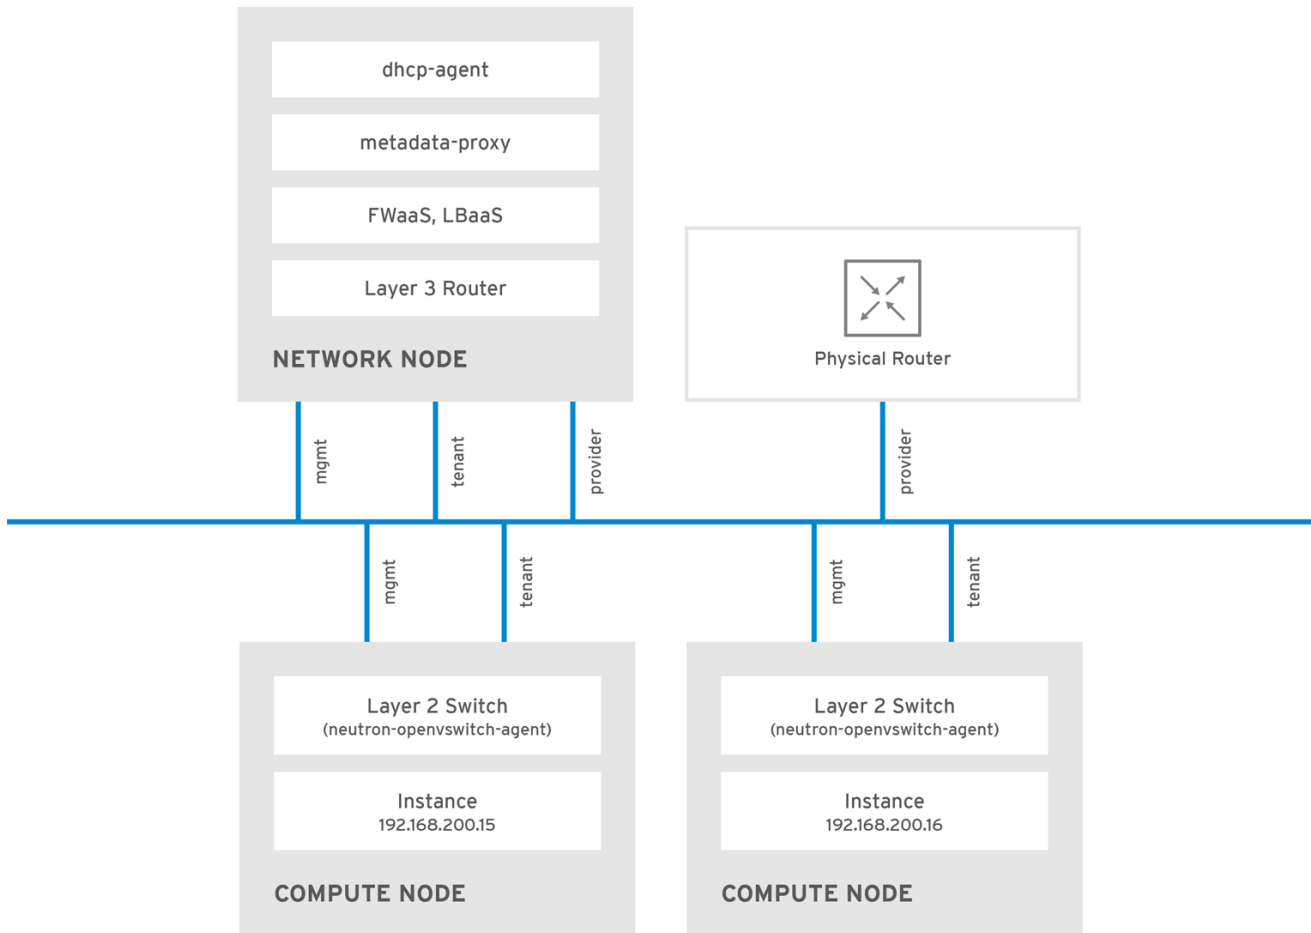 dhcp-agent
metadata-proxy
FWaaS, LBaaS
Layer 3 Router
NETWORK NODE
Physical Router
mgmt
tenant
provider
provider
mgmt
tenant
mgmt
tenant
Layer 2 Switch
(neutron-openvswitch-agent)
Instance
192.168.200.15
COMPUTE NODE
Layer 2 Switch
(neutron-openvswitch-agent)
Instance
192.168.200.16
COMPUTE NODE